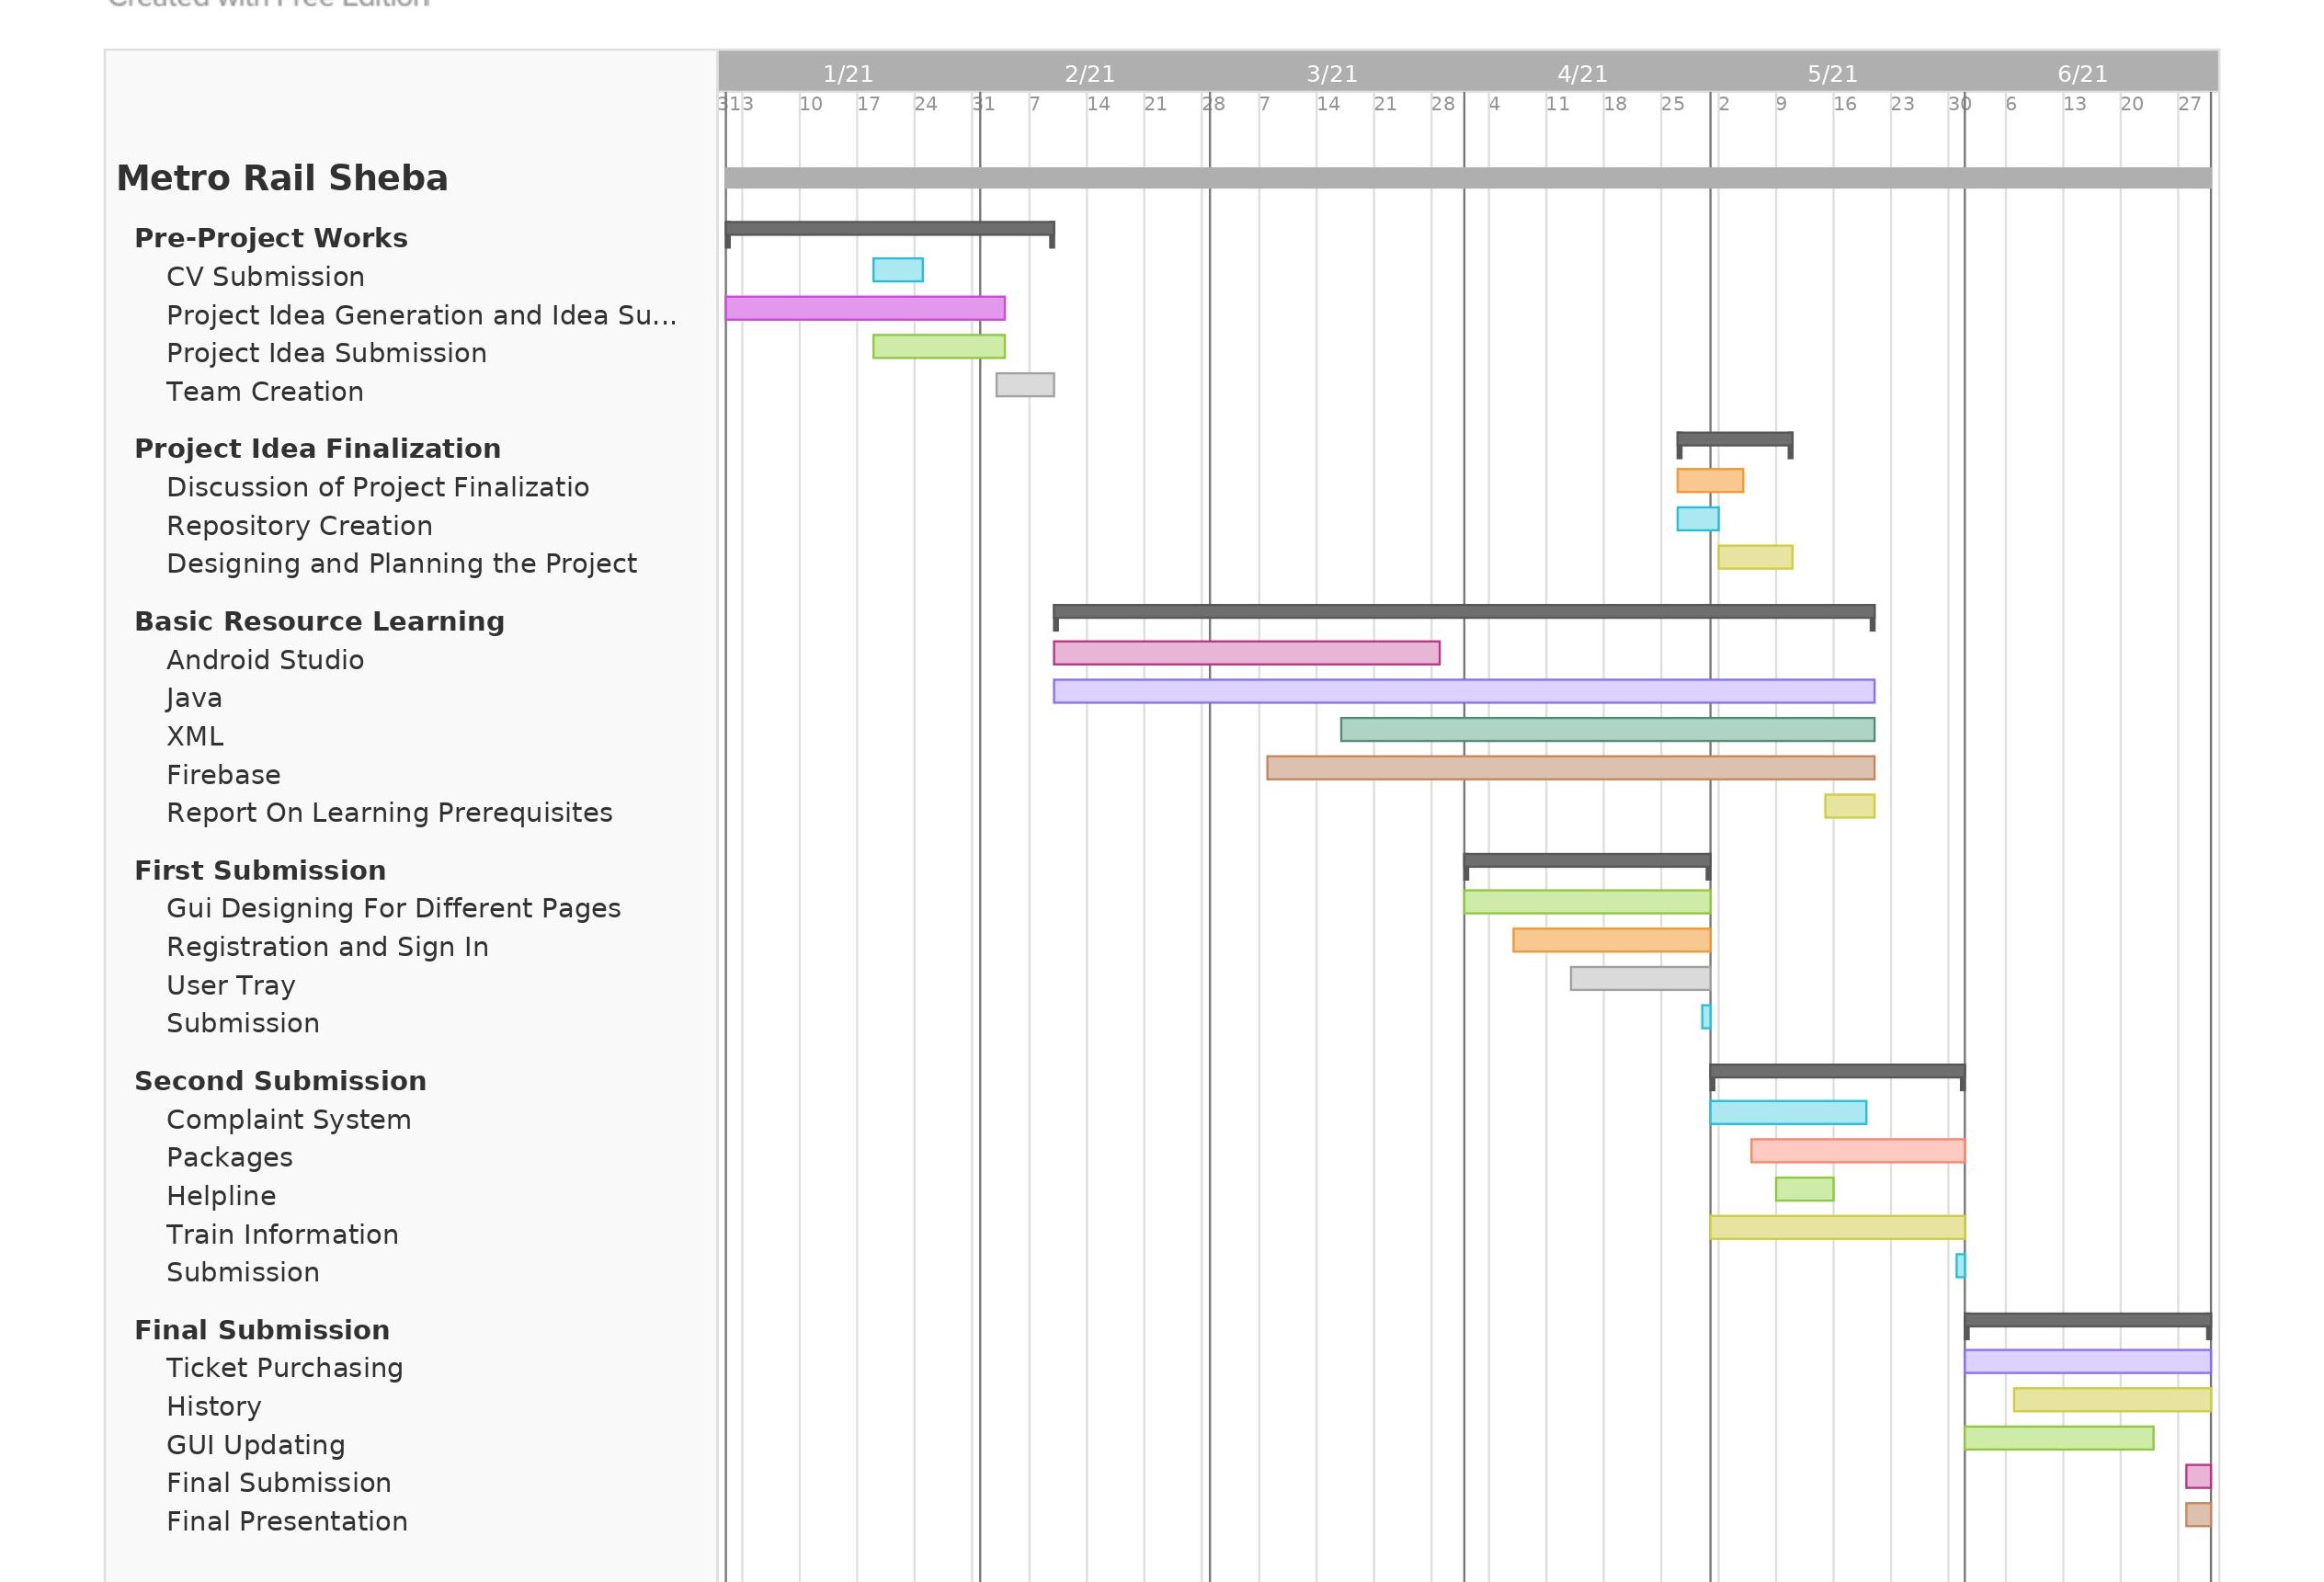 Created with Free Edition
1/21 2/21 3/21 4/21 5/21 6/21
31 3 10 17 24 31 7 14 21 28 7 14 21 28 4 11 18 25 2 9 16 23 30 6 13 20 27
Metro Rail Sheba
Pre-Project Works
CV Submission
Project Idea Generation and Idea Su...
Project Idea Submission
Team Creation
Project Idea Finalization
Discussion of Project Finalizatio
Repository Creation
Designing and Planning the Project
Basic Resource Learning
Android Studio
Java
XML
Firebase
Report On Learning Prerequisites
First Submission
Gui Designing For Different Pages
Registration and Sign In
User Tray
Submission
Second Submission
Complaint System
Packages
Helpline
Train Information
Submission
Final Submission
Ticket Purchasing
History
GUI Updating
Final Submission
Final Presentation